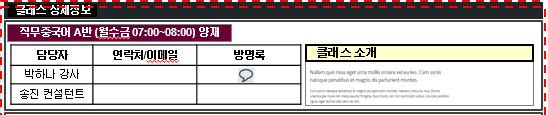 클래스 상세정보
직무중국어 A반 (월수금 07:00~08:00) 양재
담당자 연락처/이메일 방명록
클래스 소개
박하나 강사
송진 컨설턴트
Nullam quis risus eget urna mollis ornare vel eu leo. Cum sociis
natoque penatibus et magnis dis parturient montes.